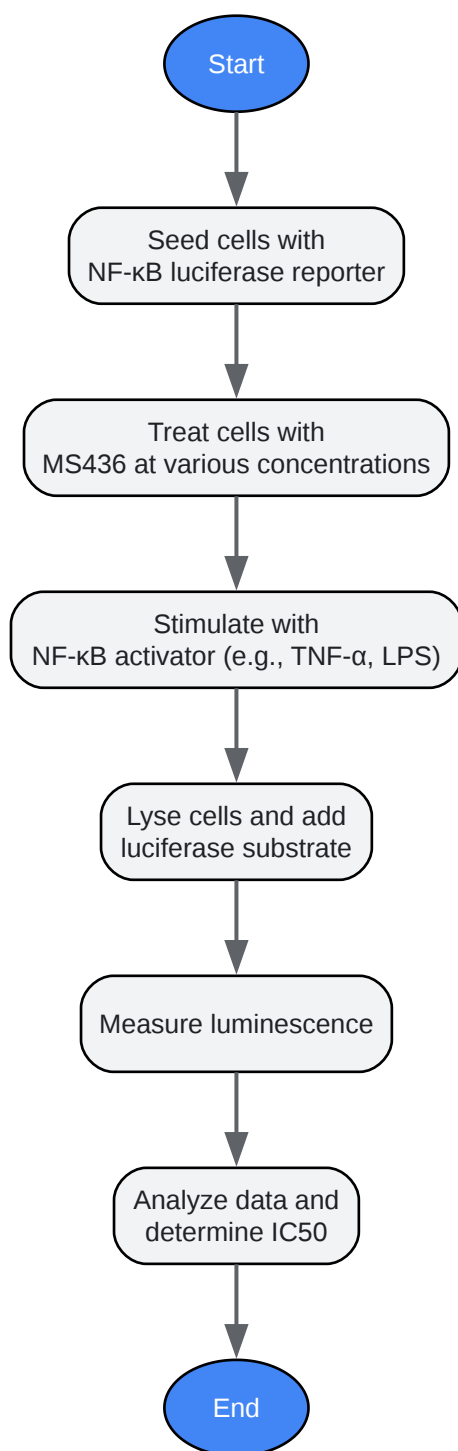 Start
Seed cells with
NF-κB luciferase reporter
Treat cells with
MS436 at various concentrations
Stimulate with
NF-κB activator (e.g., TNF-α, LPS)
Lyse cells and add
luciferase substrate
Measure luminescence
Analyze data and
determine IC50
End